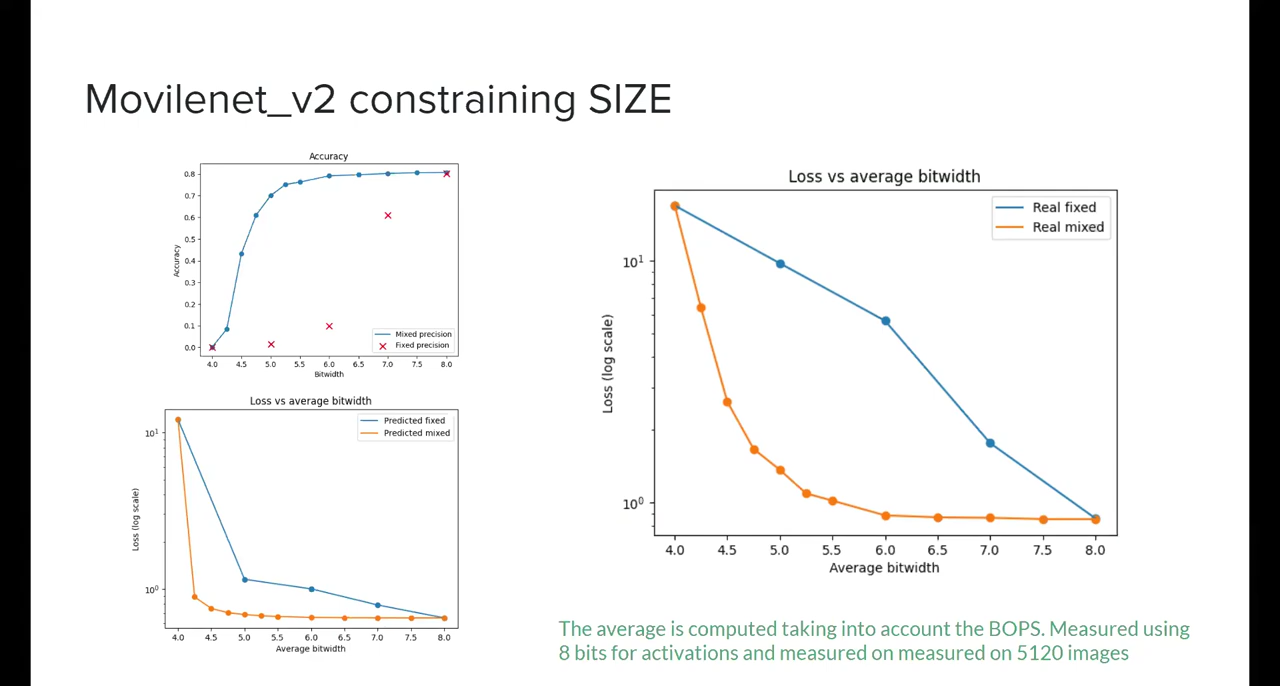 Movilenet_v2 constraining SIZE
Accuracy
0.8
0.7
0.6
0.5
0.4
0.3
0.2
0.1
0.0
Accuracy
4.0 4.5 5.0 5.5 6.0 6.5 7.0 7.5 8.0
Bitwidth
Mixed precision
Fixed precision
Loss vs average bitwidth
10¹
10⁰
Loss (log scale)
4.0 4.5 5.0 5.5 6.0 6.5 7.0 7.5 8.0
Average bitwidth
Predicted fixed
Predicted mixed
Loss vs average bitwidth
10¹
10⁰
Loss (log scale)
4.0 4.5 5.0 5.5 6.0 6.5 7.0 7.5 8.0
Average bitwidth
Real fixed
Real mixed
The average is computed taking into account the BOPS. Measured using
8 bits for activations and measured on measured on 5120 images